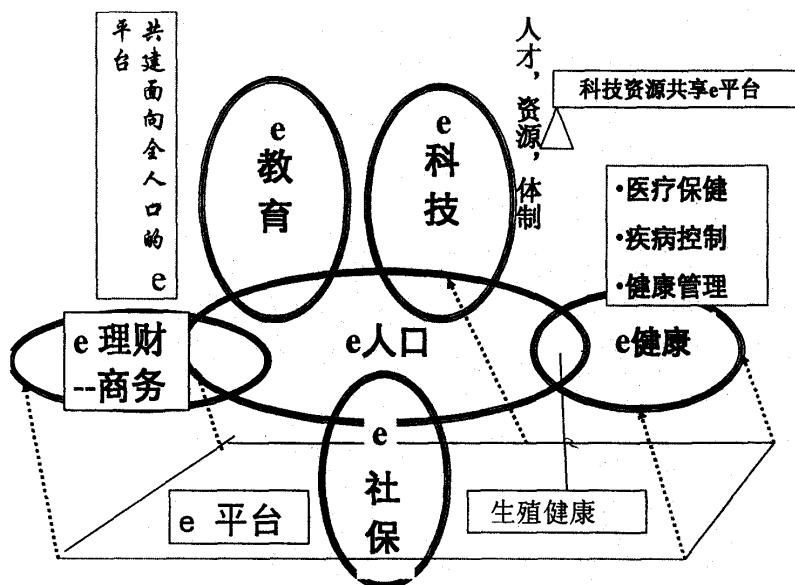 共建面向全人口的 e
平台
e
教
育
e
科
技
人才，资源，体制
科技资源共享e平台
•医疗保健
•疾病控制
•健康管理
e 理财
--商务
e人口
e健康
e
社
保
e 平台
生殖健康